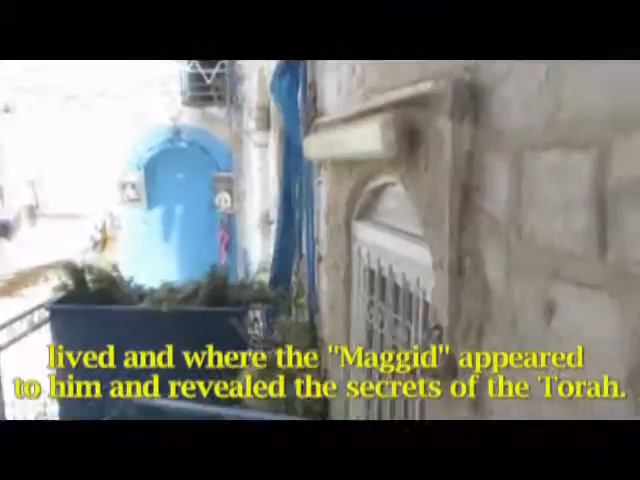 lived and where the "Maggid" appeared
to him and revealed the secrets of the Torah.